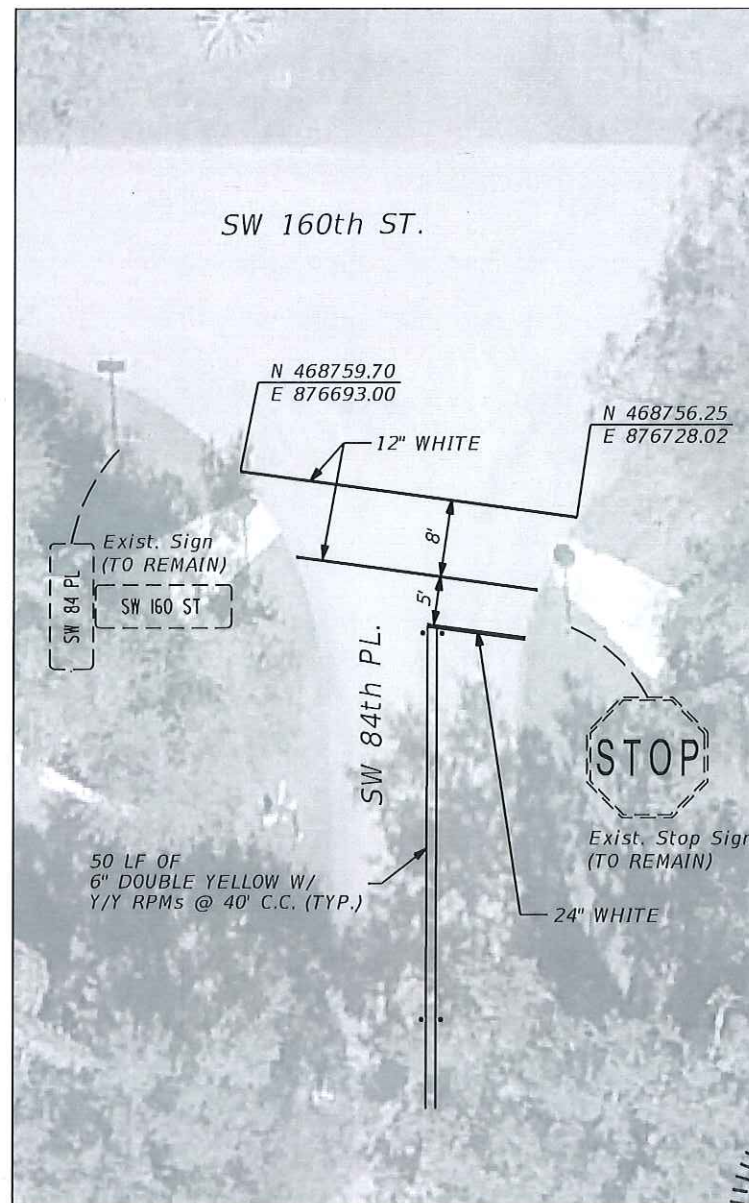 SW 160th ST.
N 468759.70
E 876693.00
N 468756.25
E 876728.02
12" WHITE
8'
5'
Exist. Sign
(TO REMAIN)
SW 84 PL
SW 160 ST
SW 84th PL.
STOP
Exist. Stop Sign
(TO REMAIN)
50 LF OF
6" DOUBLE YELLOW W/
Y/Y RPMs @ 40' C.C. (TYP.)
24" WHITE